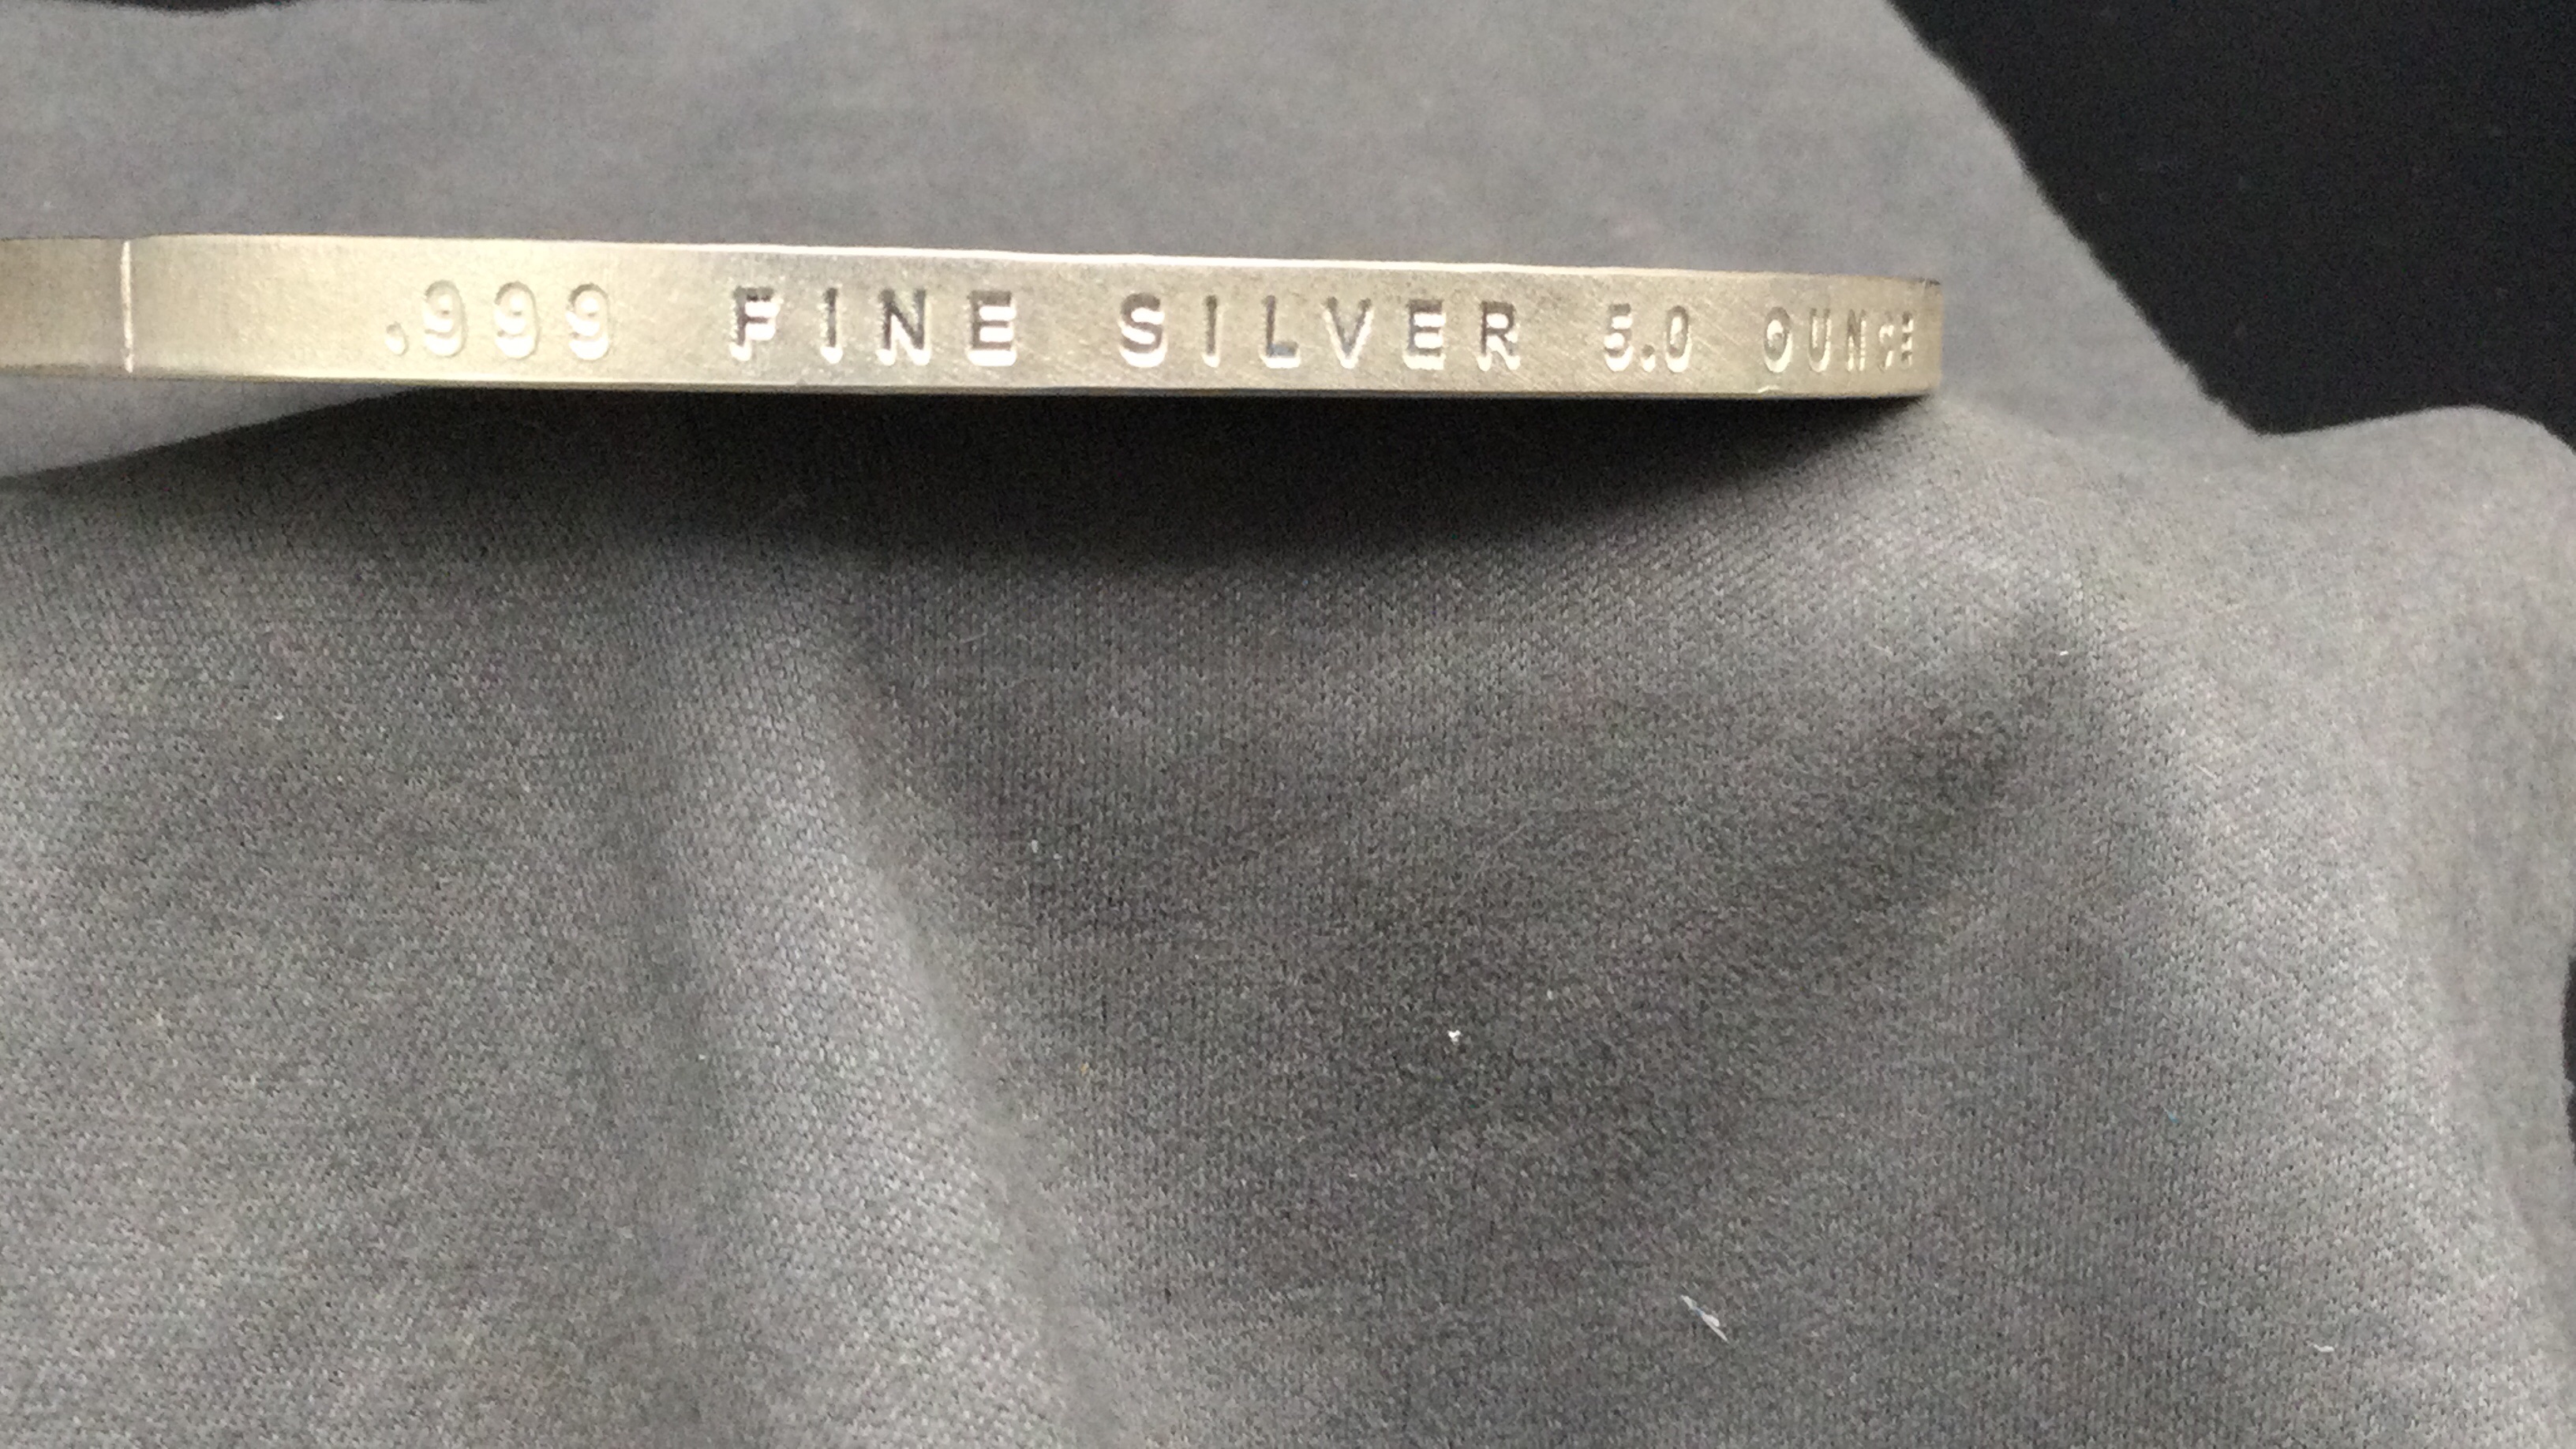 .999 FINE SILVER 5.0 OUNCE